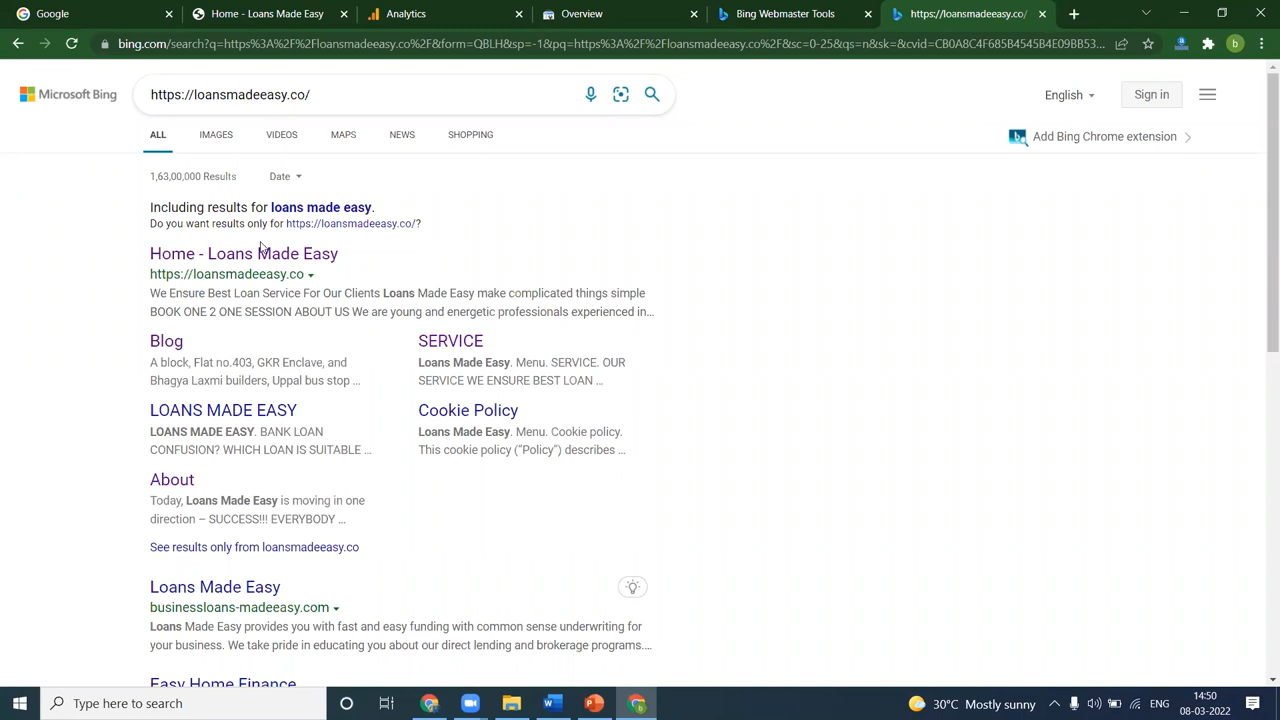 Google
Home - Loans Made Easy
Analytics
Overview
Bing Webmaster Tools
https://loansmadeeasy.co/
bing.com/search?q=https%3A%2F%2Floansmadeeasy.co%2F&form=QBLH&sp=-1&pq=https%3A%2F%2Floansmadeeasy.co%2F&sc=0-25&qs=n&sk=&cvid=CB0A8C4F685B4545B4E09BB53...
b
Microsoft Bing
https://loansmadeeasy.co/
English
Sign in
ALL
IMAGES
VIDEOS
MAPS
NEWS
SHOPPING
Add Bing Chrome extension
1,63,00,000 Results
Date
Including results for loans made easy.
Do you want results only for https://loansmadeeasy.co/?
Home - Loans Made Easy
https://loansmadeeasy.co
We Ensure Best Loan Service For Our Clients Loans Made Easy make complicated things simple
BOOK ONE 2 ONE SESSION ABOUT US We are young and energetic professionals experienced in...
Blog
A block, Flat no.403, GKR Enclave, and
Bhagya Laxmi builders, Uppal bus stop ...
SERVICE
Loans Made Easy. Menu. SERVICE. OUR
SERVICE WE ENSURE BEST LOAN ...
LOANS MADE EASY
LOANS MADE EASY. BANK LOAN
CONFUSION? WHICH LOAN IS SUITABLE ...
Cookie Policy
Loans Made Easy. Menu. Cookie policy.
This cookie policy ("Policy") describes ...
About
Today, Loans Made Easy is moving in one
direction – SUCCESS!!! EVERYBODY ...
See results only from loansmadeeasy.co
Loans Made Easy
businessloans-madeeasy.com
Loans Made Easy provides you with fast and easy funding with common sense underwriting for
your business. We take pride in educating you about our direct lending and brokerage programs....
Easy Home Finance
Type here to search
30°C Mostly sunny
ENG
14:50
08-03-2022